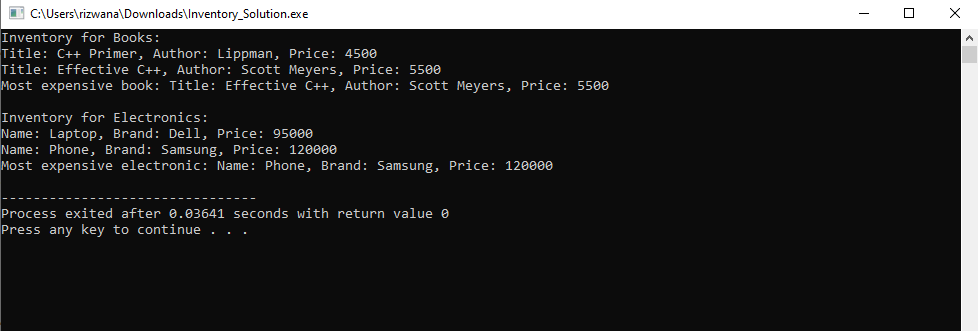 C:\Users\rizwana\Downloads\Inventory_Solution.exe
Inventory for Books:
Title: C++ Primer, Author: Lippman, Price: 4500
Title: Effective C++, Author: Scott Meyers, Price: 5500
Most expensive book: Title: Effective C++, Author: Scott Meyers, Price: 5500
Inventory for Electronics:
Name: Laptop, Brand: Dell, Price: 95000
Name: Phone, Brand: Samsung, Price: 120000
Most expensive electronic: Name: Phone, Brand: Samsung, Price: 120000
--------------------------------
Process exited after 0.03641 seconds with return value 0
Press any key to continue . . .